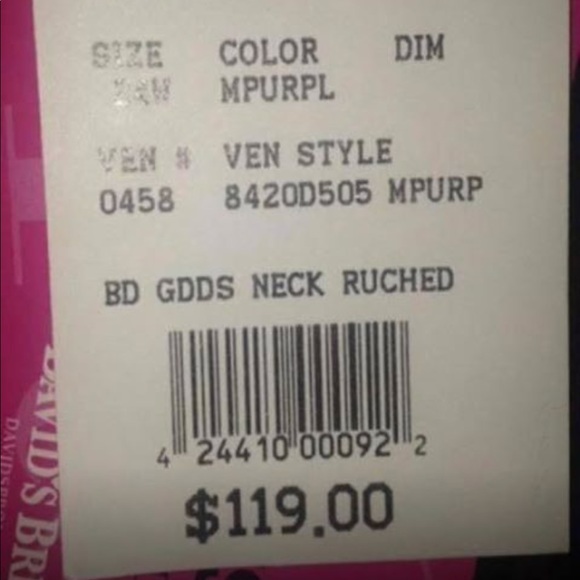 SIZE COLOR DIM
MPURPL
VEN # VEN STYLE
0458 8420D505 MPURP
BD GDDS NECK RUCHED
4 24410 00092 2
$119.00
DAVID'S BR